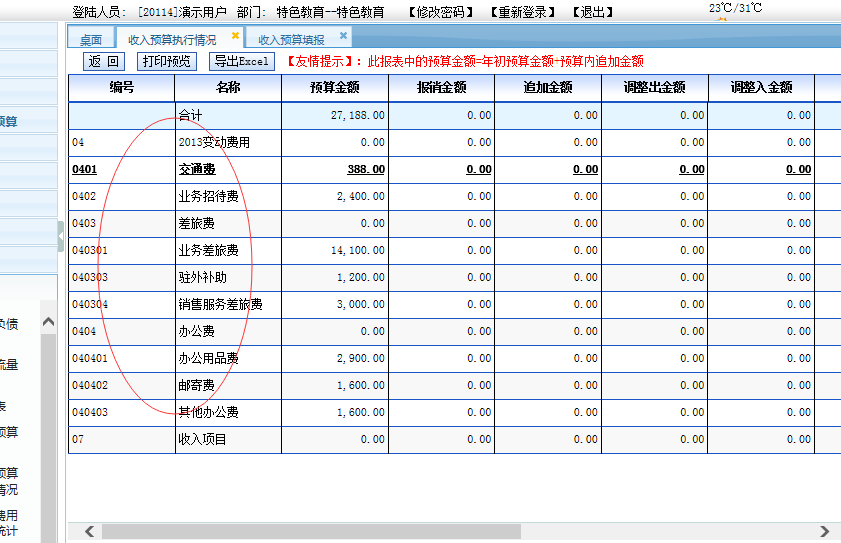 登陆人员： [20114]演示用户 部门： 特色教育--特色教育 【修改密码】 【重新登录】 【退出】 23℃/31℃
桌面 收入预算执行情况 收入预算填报
返 回 打印预览 导出Excel 【友情提示】：此报表中的预算金额=年初预算金额+预算内追加金额
编号 名称 预算金额 报销金额 追加金额 调整出金额 调整入金额
合计 27,188.00 0.00 0.00 0.00 0.00
04 2013变动费用 0.00 0.00 0.00 0.00 0.00
0401 交通费 388.00 0.00 0.00 0.00 0.00
0402 业务招待费 2,400.00 0.00 0.00 0.00 0.00
0403 差旅费 0.00 0.00 0.00 0.00 0.00
040301 业务差旅费 14,100.00 0.00 0.00 0.00 0.00
040303 驻外补助 1,200.00 0.00 0.00 0.00 0.00
040304 销售服务差旅费 3,000.00 0.00 0.00 0.00 0.00
0404 办公费 0.00 0.00 0.00 0.00 0.00
040401 办公用品费 2,900.00 0.00 0.00 0.00 0.00
040402 邮寄费 1,600.00 0.00 0.00 0.00 0.00
040403 其他办公费 1,600.00 0.00 0.00 0.00 0.00
07 收入项目 0.00 0.00 0.00 0.00 0.00
预算
负债
流量
表
预算
预算
情况
费用
统计